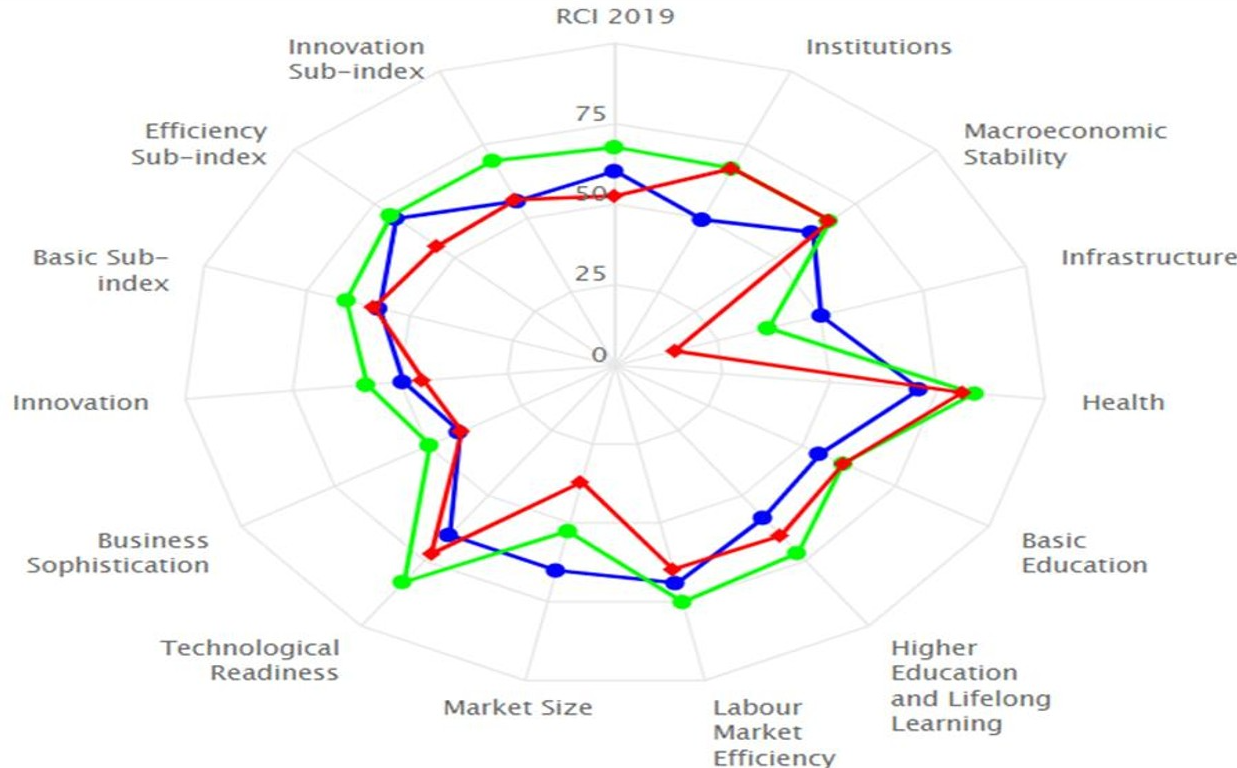 RCI 2019
Institutions
Macroeconomic
Stability
Infrastructure
Health
Basic
Education
Higher
Education
and Lifelong
Learning
Labour
Market
Efficiency
Market Size
Technological
Readiness
Business
Sophistication
Innovation
Basic Sub-
index
Efficiency
Sub-index
Innovation
Sub-index
75
50
25
0